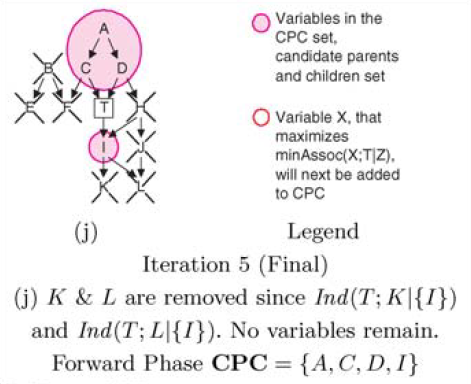 A
B C D
E F T H
I J
K L
Variables in the
CPC set,
candidate parents
and children set
Variable X, that
maximizes
minAssoc(X;T|Z),
will next be added
to CPC
(j)
Legend
Iteration 5 (Final)
(j) K & L are removed since Ind(T; K|{I})
and Ind(T; L|{I}). No variables remain.
Forward Phase CPC = {A, C, D, I}